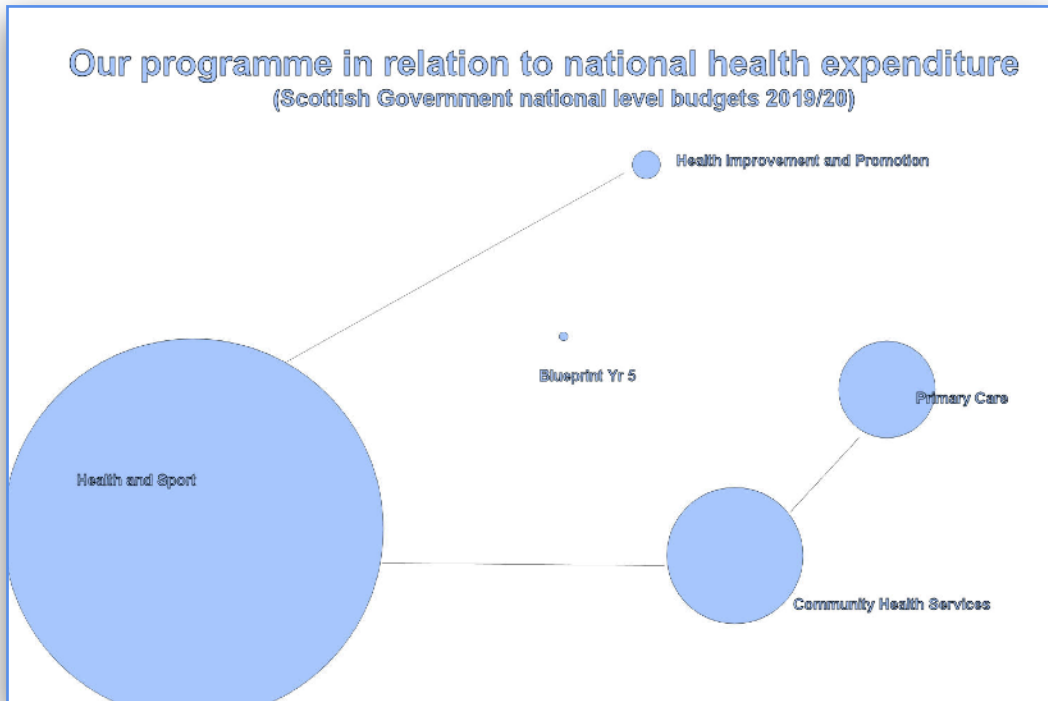 Our programme in relation to national health expenditure
(Scottish Government national level budgets 2019/20)
Health Improvement and Promotion
Blueprint Yr 5
Primary Care
Health and Sport
Community Health Services